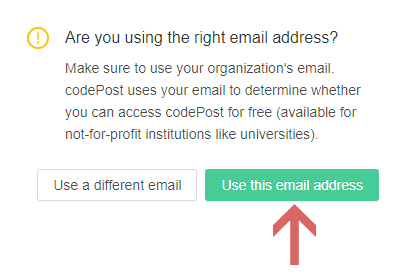 Are you using the right email address?
Make sure to use your organization's email.
codePost uses your email to determine whether
you can access codePost for free (available for
not-for-profit institutions like universities).
Use a different email
Use this email address